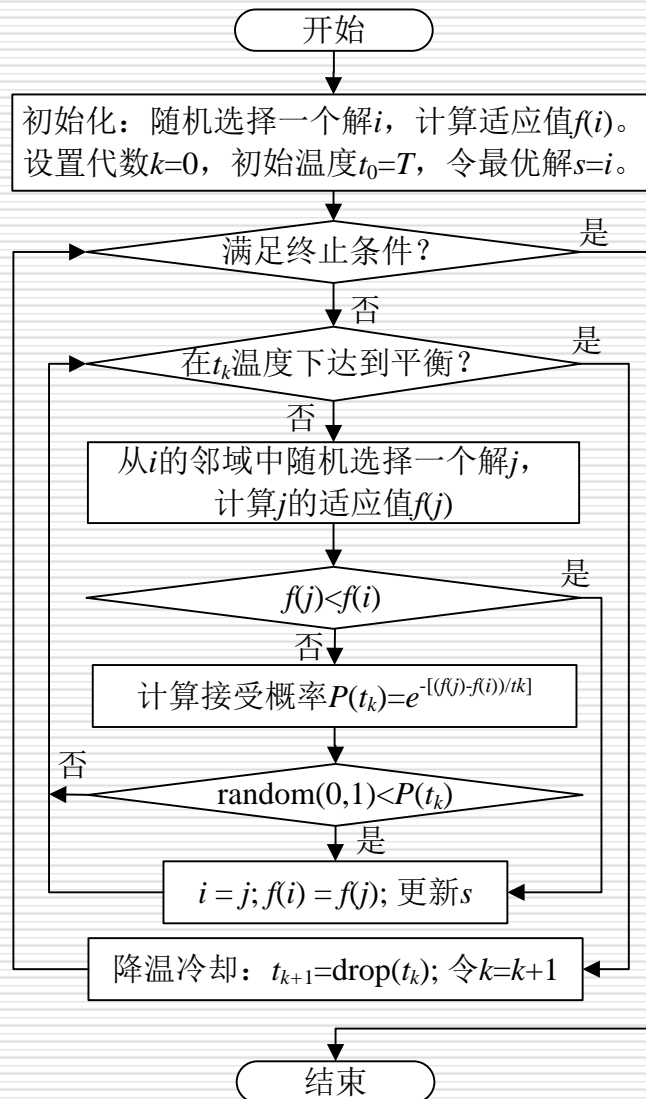 开始
初始化：随机选择一个解i，计算适应值f(i)。
设置代数k=0，初始温度t₀=T，令最优解s=i。
满足终止条件？
是
否
在tₖ温度下达到平衡？
是
否
从i的邻域中随机选择一个解j，
计算j的适应值f(j)
f(j)<f(i)
是
否
计算接受概率P(tₖ)=e^-[(f(j)-f(i))/tk]
否
random(0,1)<P(tₖ)
是
i = j; f(i) = f(j); 更新s
降温冷却：tₖ₊₁=drop(tₖ); 令k=k+1
结束